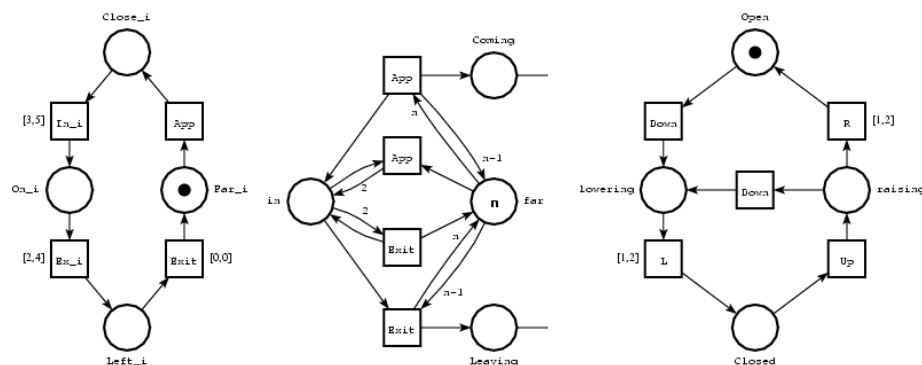 Close_i
[3,5]
In_i
App
On_i
Far_i
[2,4]
Ex_i
Exit
[0,0]
Left_i
Coming
App
n
n-1
App
2
in
n
far
2
Exit
n
n-1
Exit
Leaving
Open
Down
R
[1,2]
lowering
Down
raising
[1,2]
L
Up
Closed